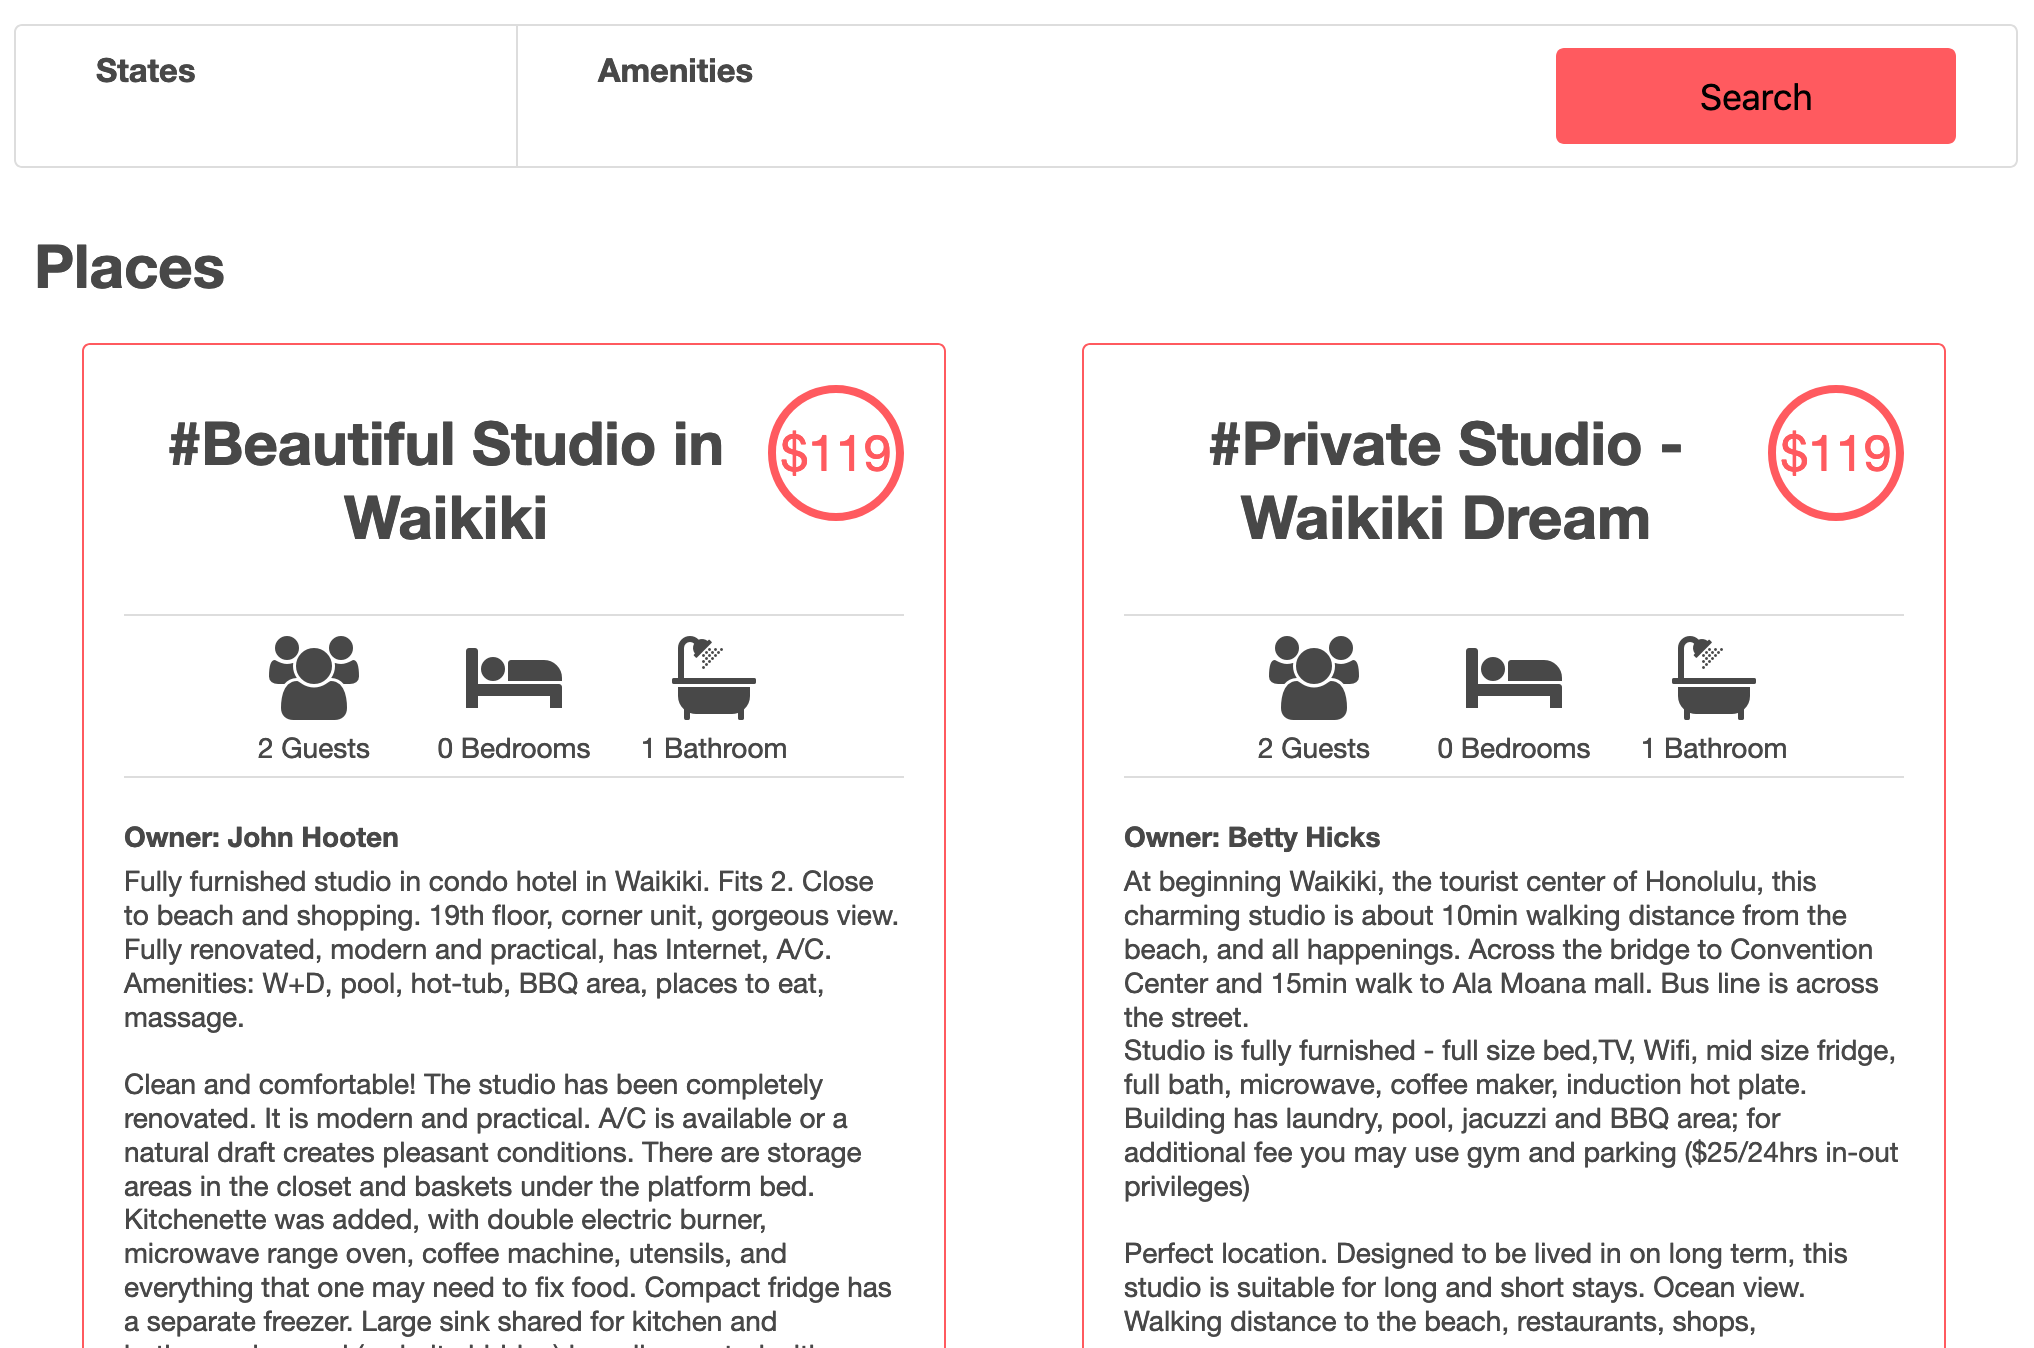 States
Amenities
Search
Places
#Beautiful Studio in
Waikiki
$119
2 Guests
0 Bedrooms
1 Bathroom
Owner: John Hooten
Fully furnished studio in condo hotel in Waikiki. Fits 2. Close
to beach and shopping. 19th floor, corner unit, gorgeous view.
Fully renovated, modern and practical, has Internet, A/C.
Amenities: W+D, pool, hot-tub, BBQ area, places to eat,
massage.
Clean and comfortable! The studio has been completely
renovated. It is modern and practical. A/C is available or a
natural draft creates pleasant conditions. There are storage
areas in the closet and baskets under the platform bed.
Kitchenette was added, with double electric burner,
microwave range oven, coffee machine, utensils, and
everything that one may need to fix food. Compact fridge has
a separate freezer. Large sink shared for kitchen and
#Private Studio -
Waikiki Dream
$119
2 Guests
0 Bedrooms
1 Bathroom
Owner: Betty Hicks
At beginning Waikiki, the tourist center of Honolulu, this
charming studio is about 10min walking distance from the
beach, and all happenings. Across the bridge to Convention
Center and 15min walk to Ala Moana mall. Bus line is across
the street.
Studio is fully furnished - full size bed,TV, Wifi, mid size fridge,
full bath, microwave, coffee maker, induction hot plate.
Building has laundry, pool, jacuzzi and BBQ area; for
additional fee you may use gym and parking ($25/24hrs in-out
privileges)
Perfect location. Designed to be lived in on long term, this
studio is suitable for long and short stays. Ocean view.
Walking distance to the beach, restaurants, shops,